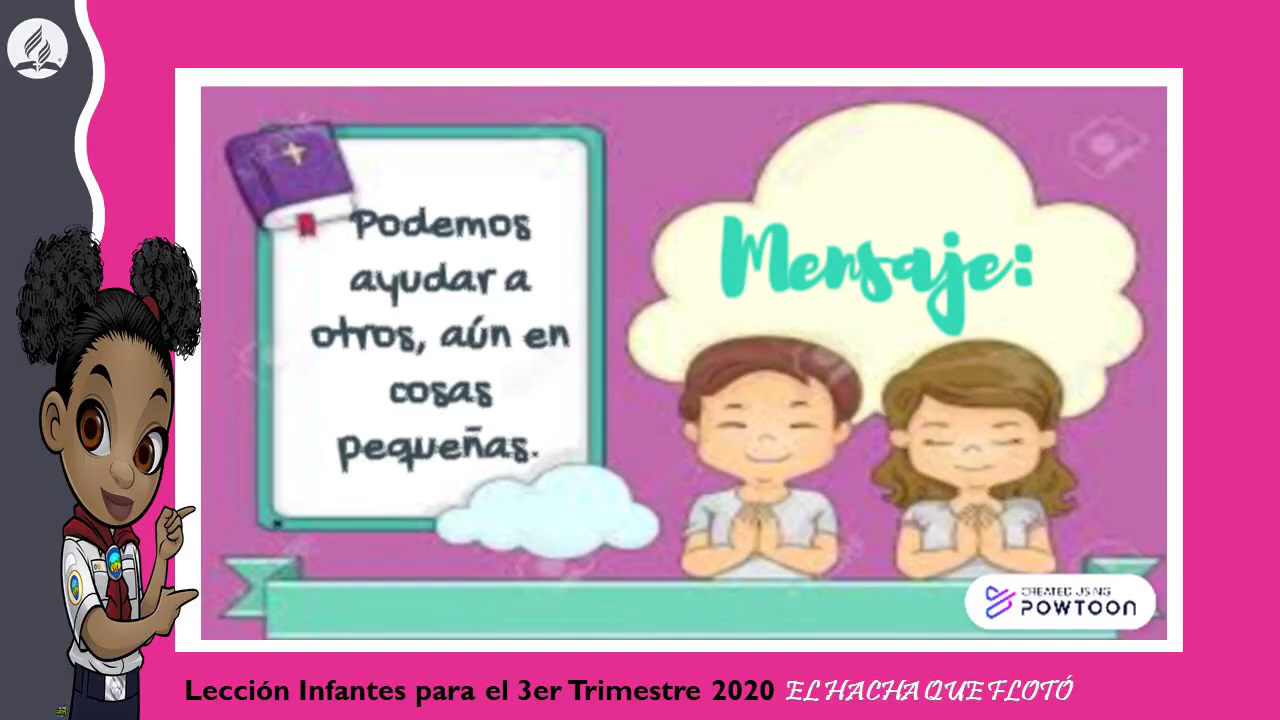 Podemos
ayudar a
otros, aún en
cosas
pequeñas.
Mensaje:
CREATED USING
POWTOON
Lección Infantes para el 3er Trimestre 2020 EL HACHA QUE FLOTÓ